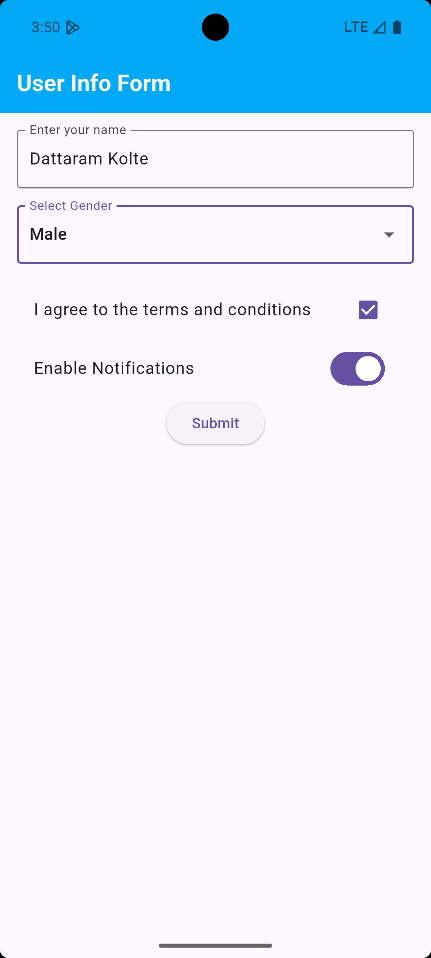 3:50 LTE
User Info Form
Enter your name
Dattaram Kolte
Select Gender
Male
I agree to the terms and conditions
Enable Notifications
Submit